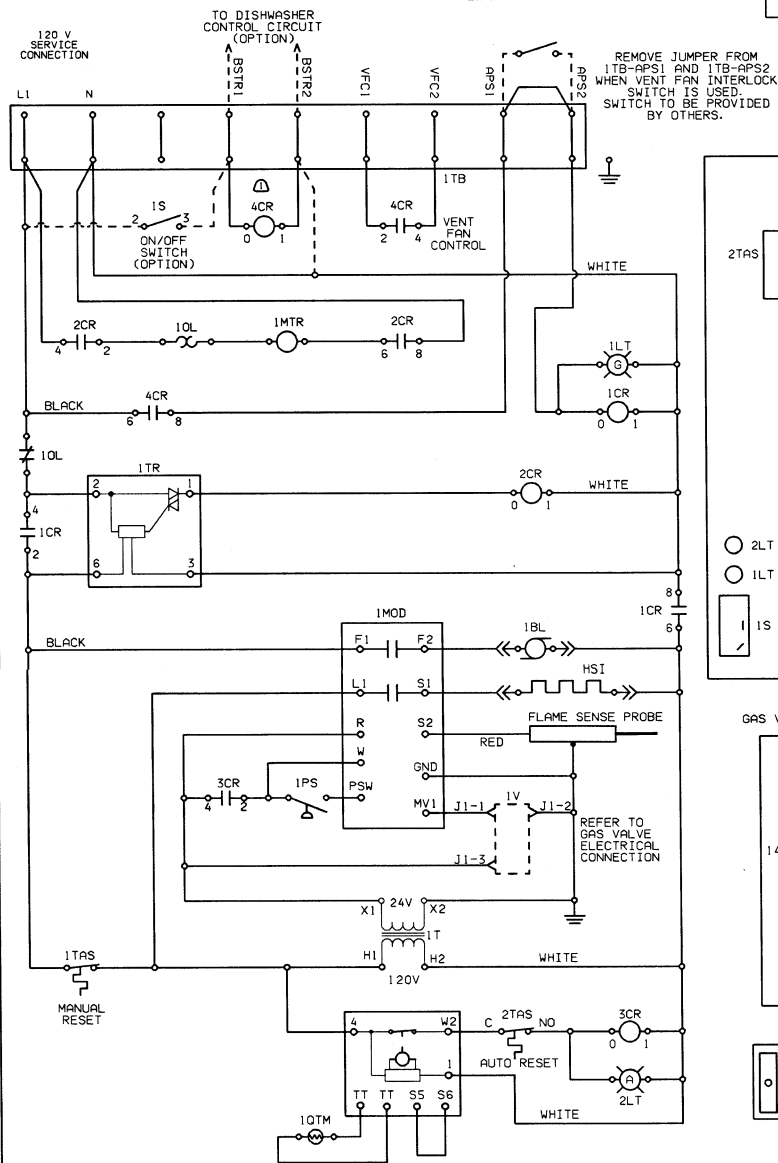 TO DISHWASHER
CONTROL CIRCUIT
(OPTION)
120 V
SERVICE
CONNECTION
L1
N
BSTR1
BSTR2
VFC1
VFC2
APS1
APS2
REMOVE JUMPER FROM
1TB-APS1 AND 1TB-APS2
WHEN VENT FAN INTERLOCK
SWITCH IS USED.
SWITCH TO BE PROVIDED
BY OTHERS.
1TB
1
1S
2 3
ON/OFF
SWITCH
(OPTION)
4CR
0 1
4CR
2 4
VENT
FAN
CONTROL
2TAS
WHITE
2CR
4 2
1OL
1MTR
2CR
6 8
1LT
G
1CR
0 1
BLACK
4CR
6 8
1OL
1TR
2 1
6 3
2CR
0 1
WHITE
4
1CR
2
2LT
1LT
1S
8
1CR
6
1MOD
BLACK
F1 F2
1BL
L1 S1
HSI
R S2
RED
FLAME SENSE PROBE
W
GND
3CR
4 2
1PS
PSW
MV1
J1-1
1V
J1-2
J1-3
REFER TO
GAS VALVE
ELECTRICAL
CONNECTION
GAS V
14
X1 24V X2
1T
H1 H2
120V
WHITE
1TAS
MANUAL
RESET
4 W2
C 2TAS NO
AUTO RESET
3CR
0 1
1
A
2LT
TT TT S5 S6
WHITE
1QTM